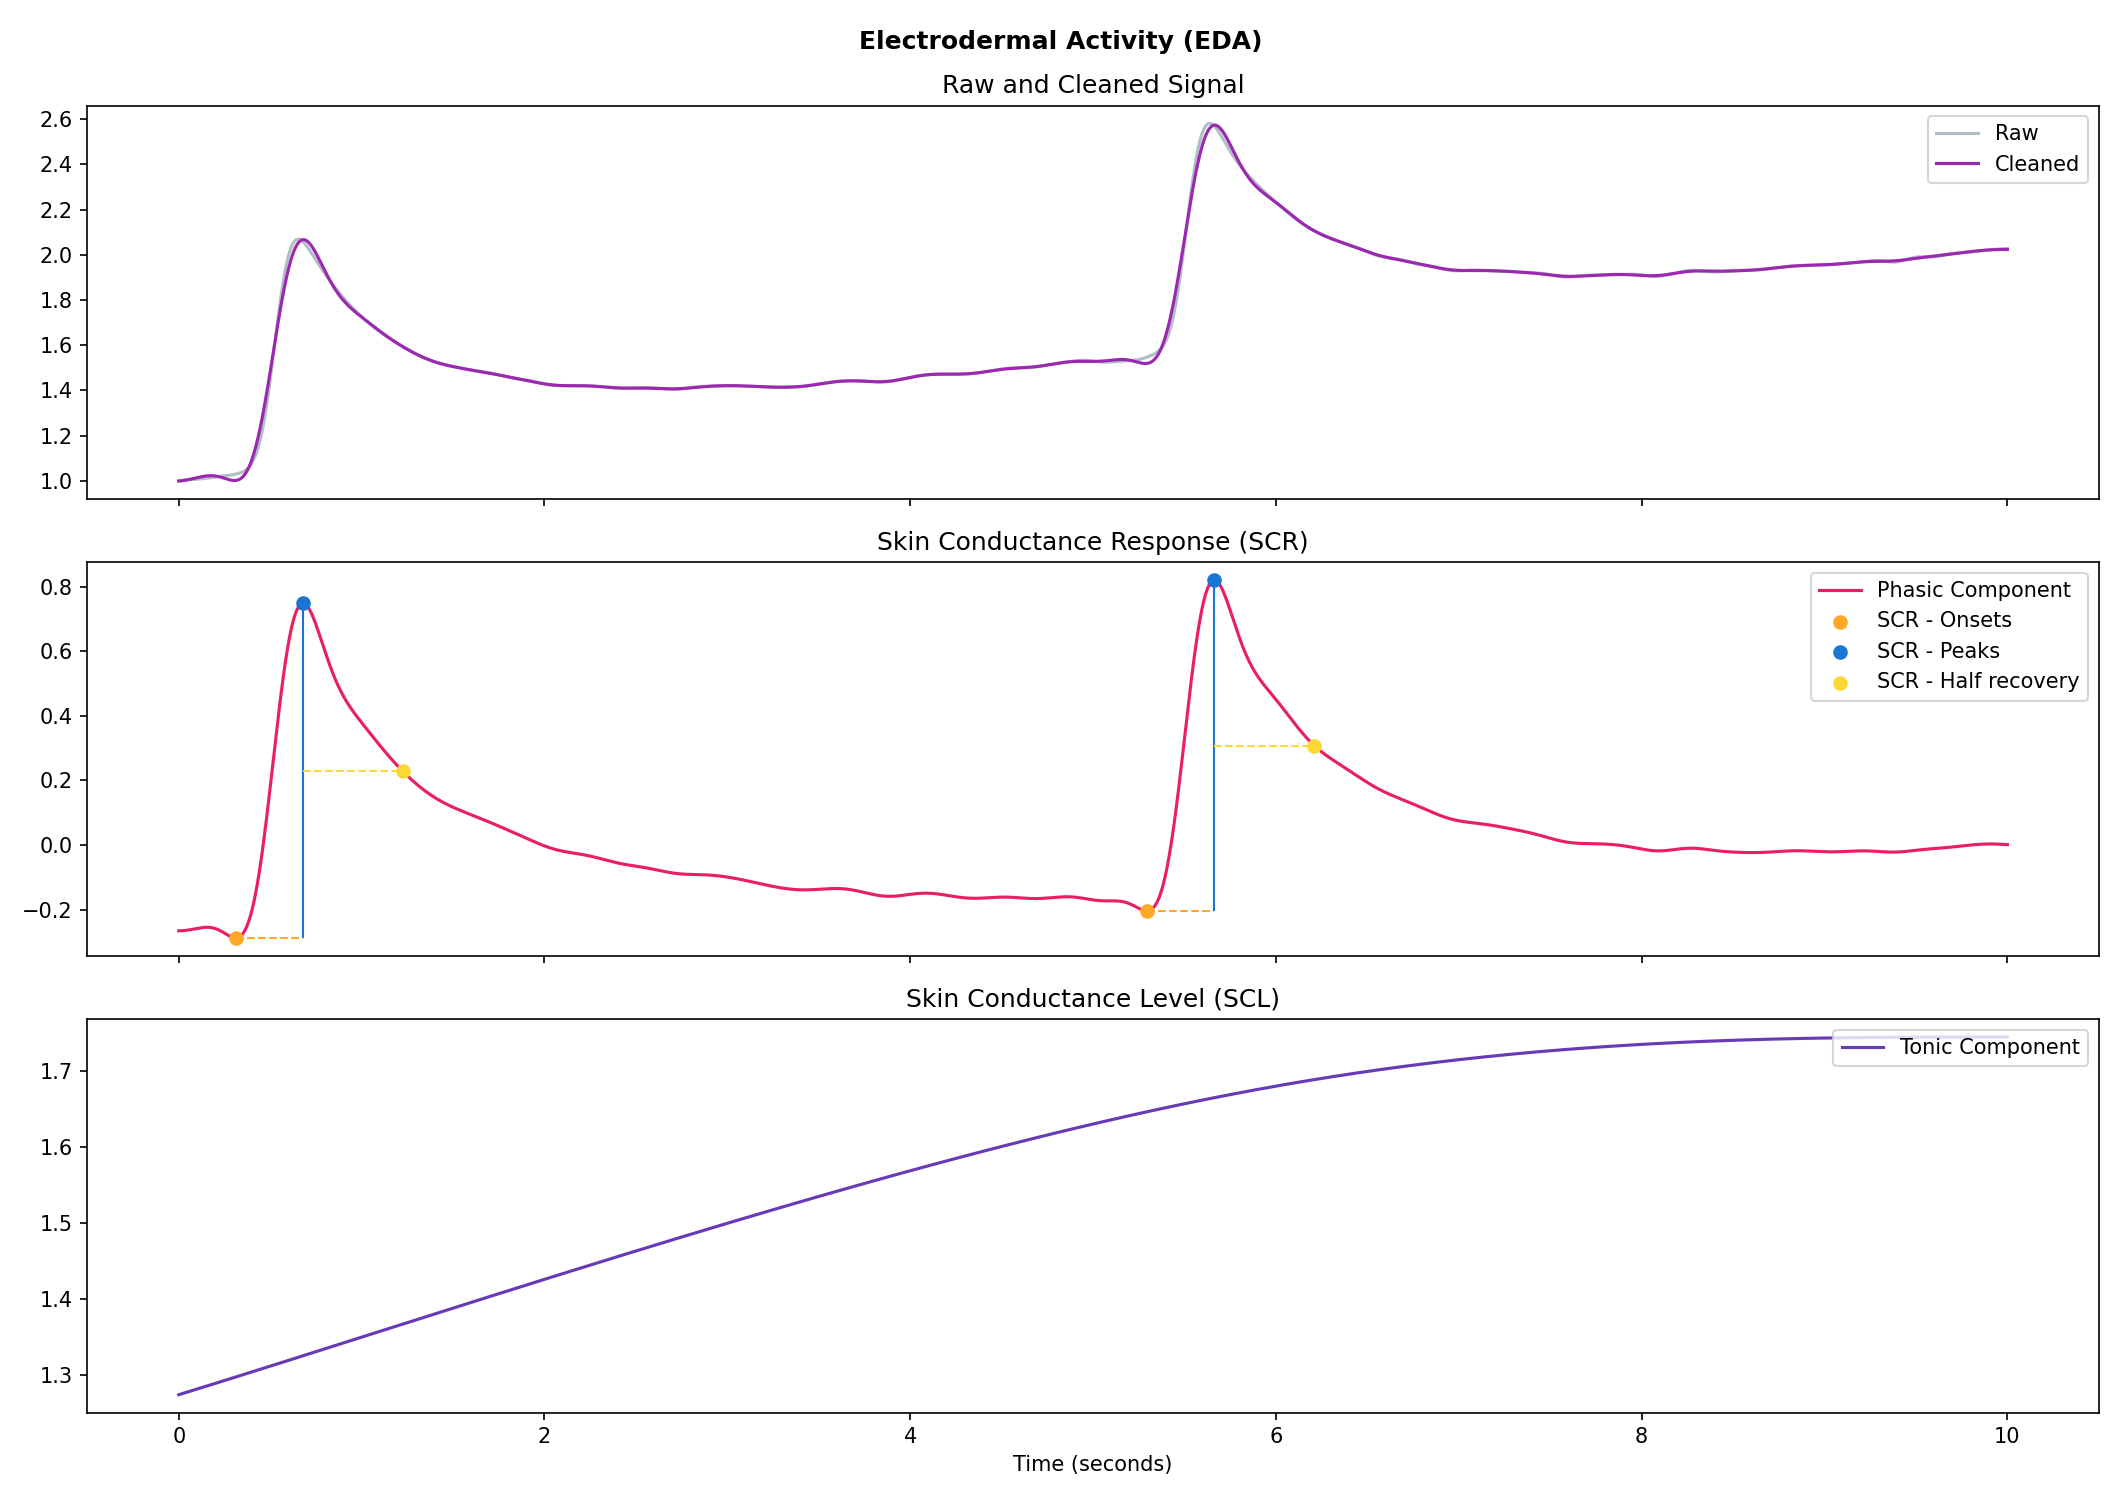 Electrodermal Activity (EDA)
Raw and Cleaned Signal
2.6
2.4
2.2
2.0
1.8
1.6
1.4
1.2
1.0
Raw
Cleaned
Skin Conductance Response (SCR)
0.8
0.6
0.4
0.2
0.0
−0.2
Phasic Component
SCR - Onsets
SCR - Peaks
SCR - Half recovery
Skin Conductance Level (SCL)
1.7
1.6
1.5
1.4
1.3
Tonic Component
0 2 4 6 8 10
Time (seconds)